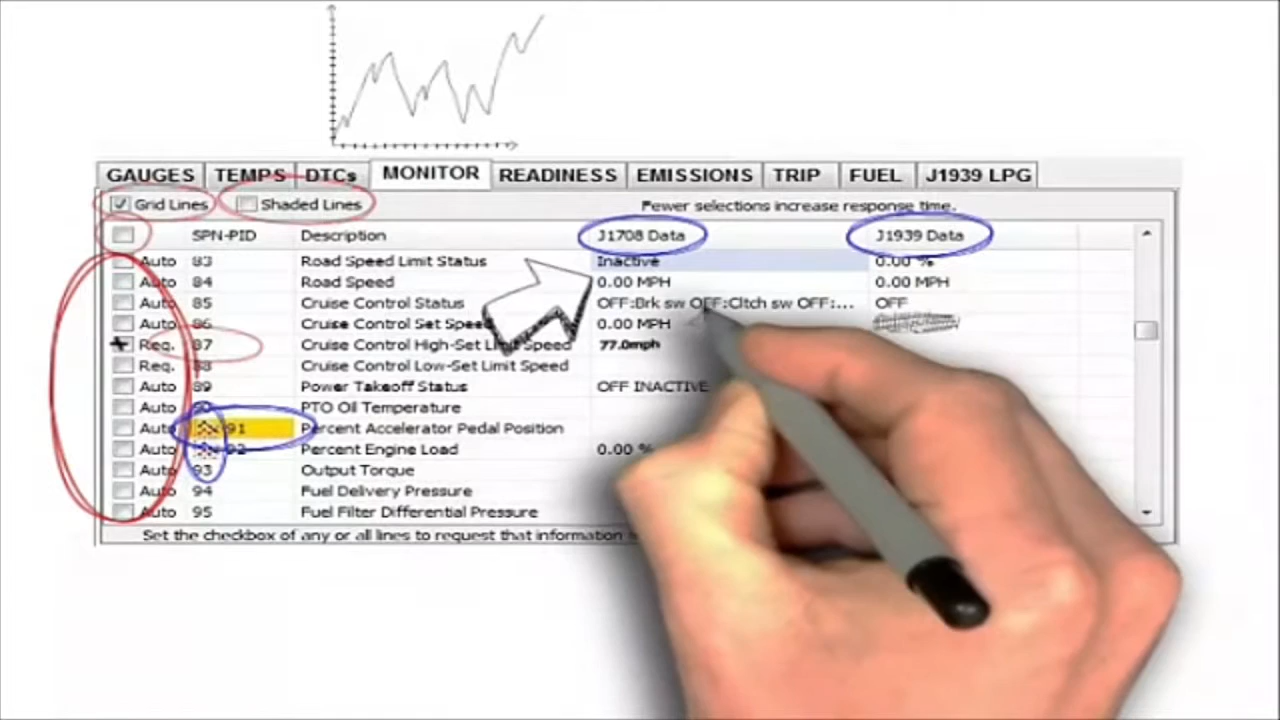 GAUGES TEMPS DTCs MONITOR READINESS EMISSIONS TRIP FUEL J1939 LPG
Grid Lines Shaded Lines Fewer selections increase response time.
SPN-PID Description J1708 Data J1939 Data
Auto 83 Road Speed Limit Status Inactive 0.00 %
Auto 84 Road Speed 0.00 MPH 0.00 MPH
Auto 85 Cruise Control Status OFF:Brk sw OFF:Cltch sw OFF:... OFF
Auto 86 Cruise Control Set Speed 0.00 MPH
Req. 87 Cruise Control High-Set Limit Speed 77.0mph
Req. 88 Cruise Control Low-Set Limit Speed
Auto 89 Power Takeoff Status OFF INACTIVE
Auto 90 PTO Oil Temperature
Auto 91 Percent Accelerator Pedal Position
Auto 92 Percent Engine Load 0.00 %
Auto 93 Output Torque
Auto 94 Fuel Delivery Pressure
Auto 95 Fuel Filter Differential Pressure
Set the checkbox of any or all lines to request that information